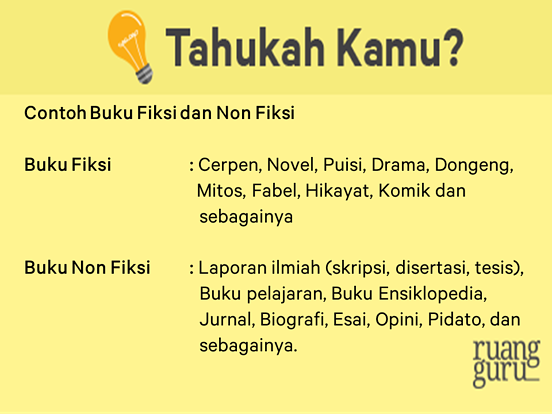 Tahukah Kamu?
Contoh Buku Fiksi dan Non Fiksi
Buku Fiksi : Cerpen, Novel, Puisi, Drama, Dongeng,
Mitos, Fabel, Hikayat, Komik dan
sebagainya
Buku Non Fiksi : Laporan ilmiah (skripsi, disertasi, tesis),
Buku pelajaran, Buku Ensiklopedia,
Jurnal, Biografi, Esai, Opini, Pidato, dan
sebagainya.
ruang
guru